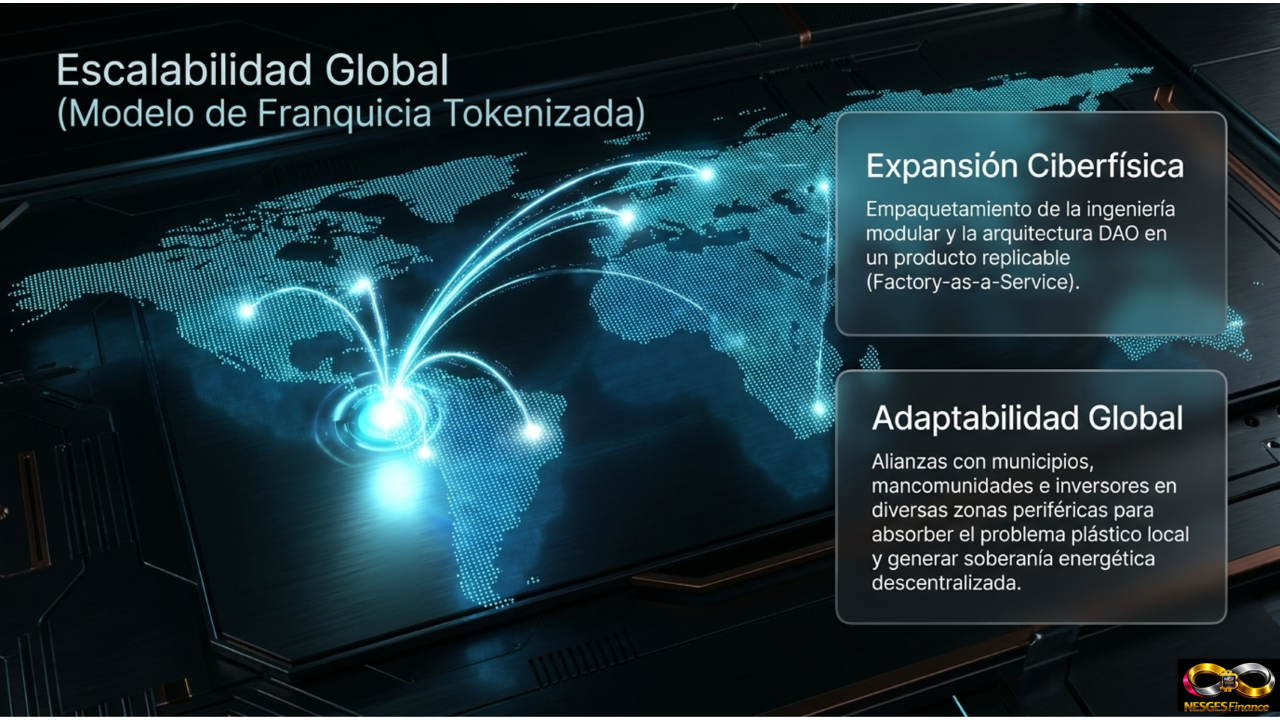 Escalabilidad Global
(Modelo de Franquicia Tokenizada)
Expansión Ciberfísica
Empaquetamiento de la ingeniería
modular y la arquitectura DAO en
un producto replicable
(Factory-as-a-Service).
Adaptabilidad Global
Alianzas con municipios,
mancomunidades e inversores en
diversas zonas periféricas para
absorber el problema plástico local
y generar soberanía energética
descentralizada.
NESGES Finance